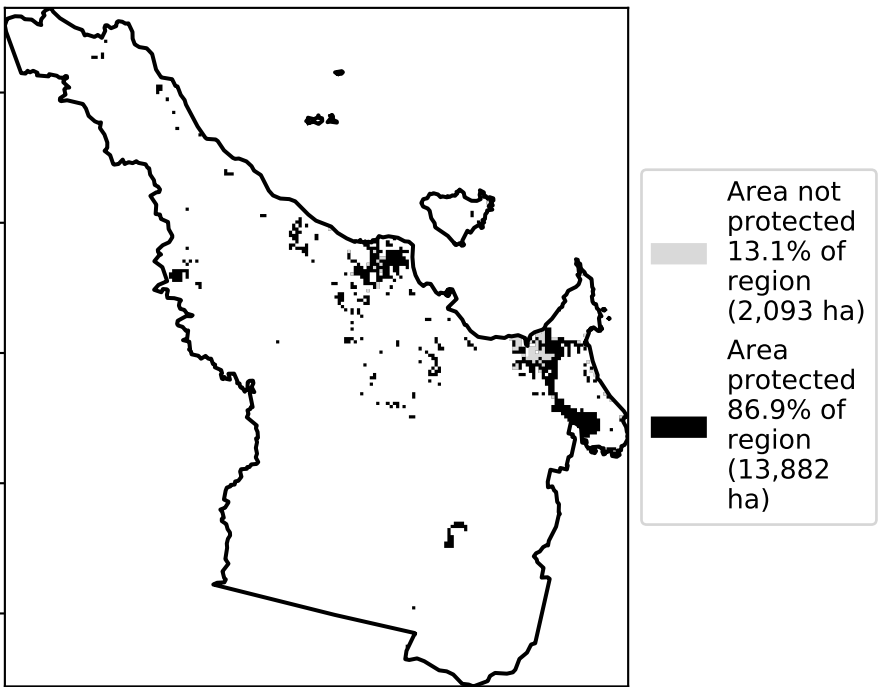 Area not
protected
13.1% of
region
(2,093 ha)
Area
protected
86.9% of
region
(13,882
ha)